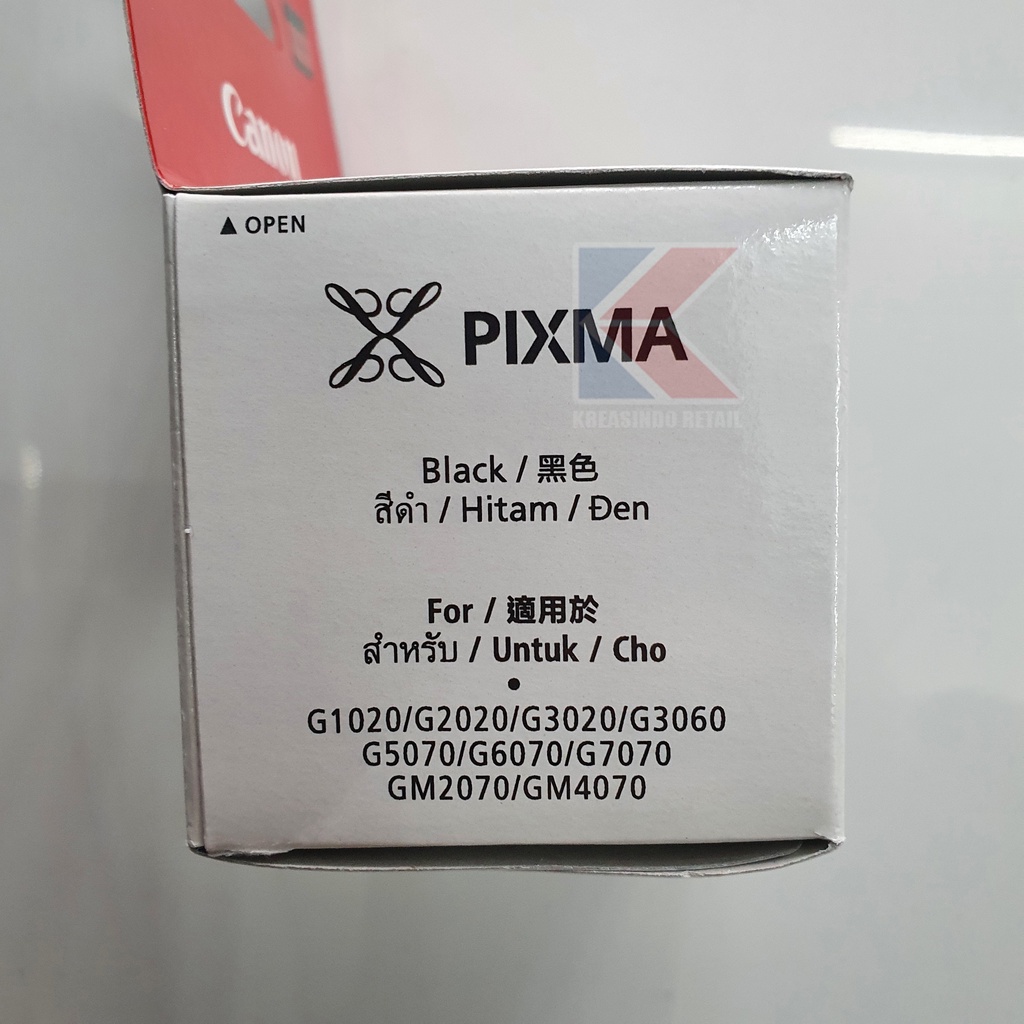 Canon
▲ OPEN
PIXMA
KREASINDO RETAIL
Black / 黑色
สีดำ / Hitam / Đen
For / 適用於
สำหรับ / Untuk / Cho
•
G1020/G2020/G3020/G3060
G5070/G6070/G7070
GM2070/GM4070